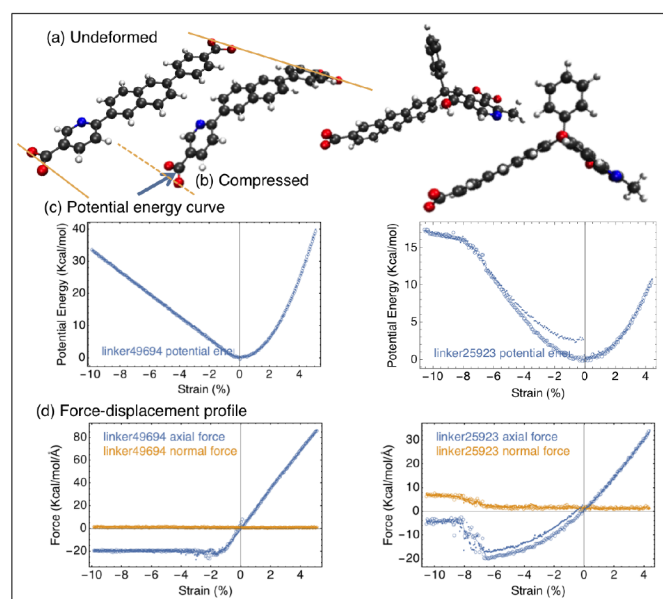 (a) Undeformed
(b) Compressed
(c) Potential energy curve
Potential Energy (Kcal/mol)
40
30
20
10
0
linker49694 potential ener
-10 -8 -6 -4 -2 0 2 4
Strain (%)
Potential Energy (Kcal/mol)
15
10
5
0
linker25923 potential ener
-10 -8 -6 -4 -2 0 2 4
Strain (%)
(d) Force-displacement profile
Force (Kcal/mol/Å)
80
60
40
20
0
-20
linker49694 axial force
linker49694 normal force
-10 -8 -6 -4 -2 0 2 4
Strain (%)
Force (Kcal/mol/Å)
30
20
10
0
-10
-20
linker25923 axial force
linker25923 normal force
-10 -8 -6 -4 -2 0 2 4
Strain (%)